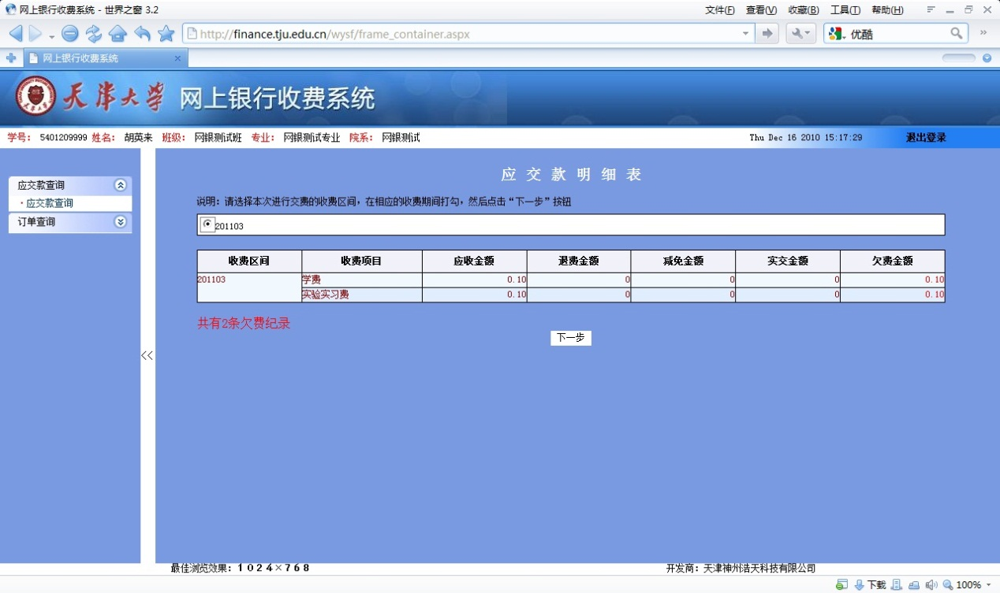 网上银行收费系统 - 世界之窗 3.2
文件(F) 查看(V) 收藏(B) 工具(T) 帮助(H)
http://finance.tju.edu.cn/wysf/frame_container.aspx
优酷
网上银行收费系统
天津大学 网上银行收费系统
学号: 5401209999 姓名: 胡英来 班级: 网银测试班 专业: 网银测试专业 院系: 网银测试
Thu Dec 16 2010 15:17:29
退出登录
应交款查询
·应交款查询
订单查询
应交款明细表
说明: 请选择本次进行交费的收费区间, 在相应的收费期间打勾, 然后点击“下一步”按钮
201103
收费区间 收费项目 应收金额 退费金额 减免金额 实交金额 欠费金额
201103 学费 0.10 0 0 0 0.10
实验实习费 0.10 0 0 0 0.10
共有2条欠费纪录
下一步
<<
最佳浏览效果: 1024×768
开发商: 天津神州浩天科技有限公司
下载
100%